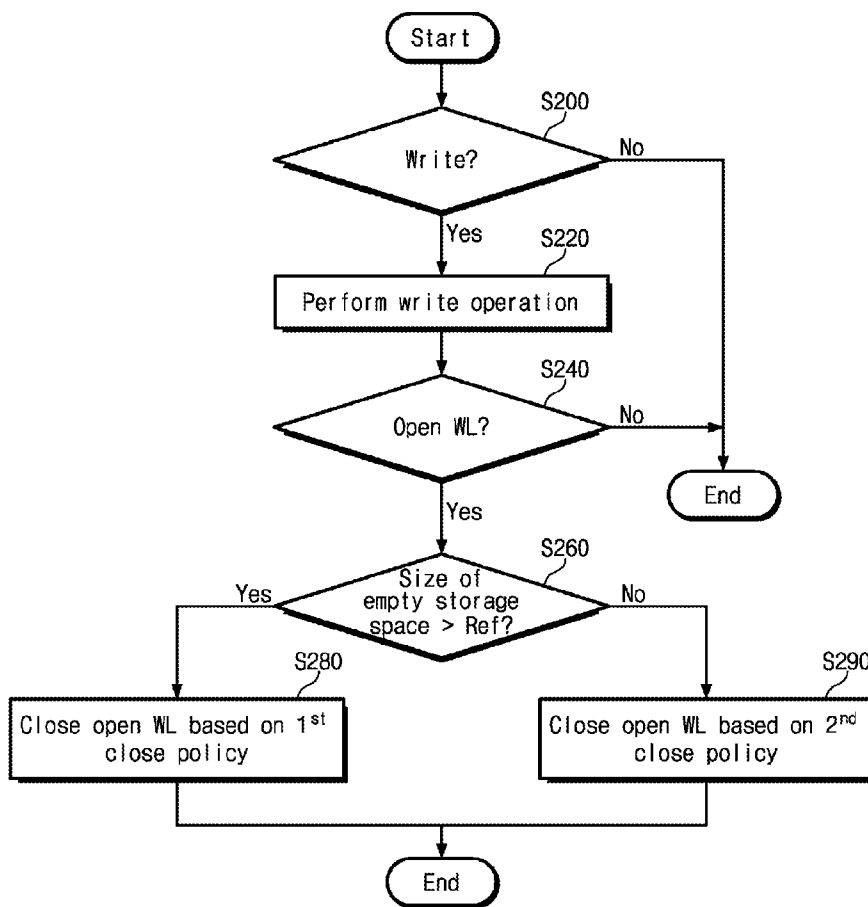 Start
S200
Write?
No
Yes
S220
Perform write operation
S240
Open WL?
No
End
Yes
S260
Size of
empty storage
space > Ref?
Yes
No
S280
Close open WL based on 1st
close policy
S290
Close open WL based on 2nd
close policy
End